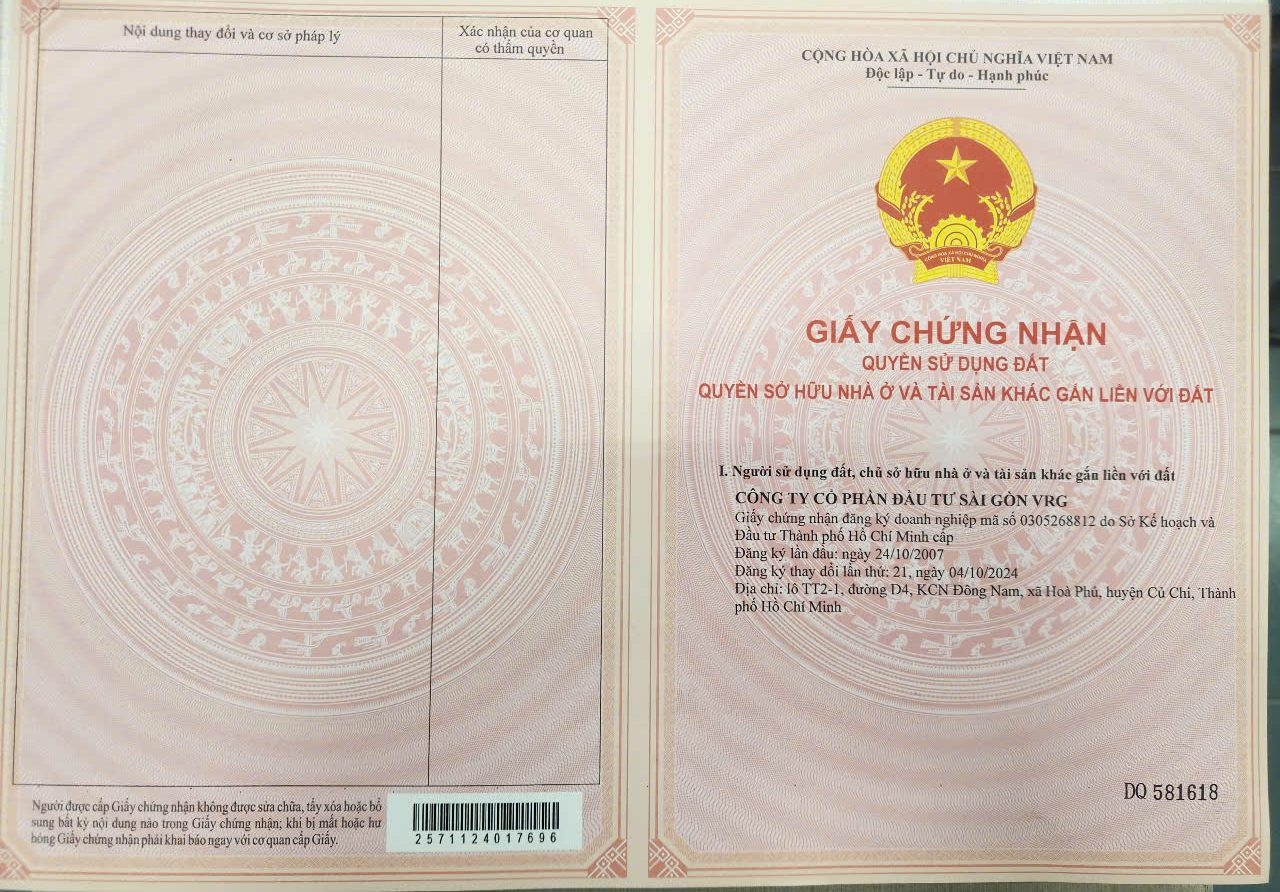 Nội dung thay đổi và cơ sở pháp lý
Xác nhận của cơ quan
có thẩm quyền
Người được cấp Giấy chứng nhận không được sửa chữa, tẩy xóa hoặc bổ
sung bất kỳ nội dung nào trong Giấy chứng nhận; khi bị mất hoặc hư
hỏng Giấy chứng nhận phải khai báo ngay với cơ quan cấp Giấy.
2571124017696
CỘNG HÒA XÃ HỘI CHỦ NGHĨA VIỆT NAM
Độc lập - Tự do - Hạnh phúc
CỘNG HÒA XÃ HỘI CHỦ NGHĨA
VIỆT NAM
GIẤY CHỨNG NHẬN
QUYỀN SỬ DỤNG ĐẤT
QUYỀN SỞ HỮU NHÀ Ở VÀ TÀI SẢN KHÁC GẮN LIỀN VỚI ĐẤT
I. Người sử dụng đất, chủ sở hữu nhà ở và tài sản khác gắn liền với đất
CÔNG TY CỔ PHẦN ĐẦU TƯ SÀI GÒN VRG
Giấy chứng nhận đăng ký doanh nghiệp mã số 0305268812 do Sở Kế hoạch và
Đầu tư Thành phố Hồ Chí Minh cấp
Đăng ký lần đầu: ngày 24/10/2007
Đăng ký thay đổi lần thứ: 21, ngày 04/10/2024
Địa chỉ: lô TT2-1, đường D4, KCN Đông Nam, xã Hoà Phú, huyện Củ Chi, Thành
phố Hồ Chí Minh
DQ 581618